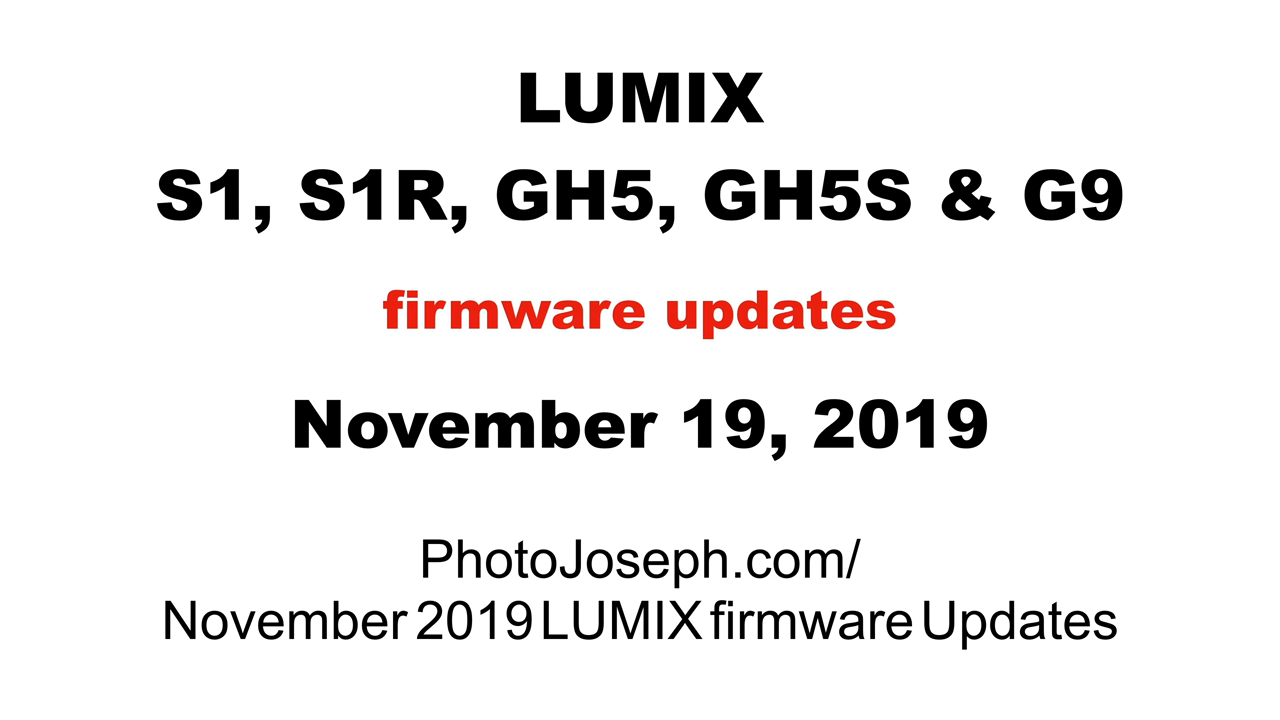 LUMIX
S1, S1R, GH5, GH5S & G9
firmware updates
November 19, 2019
PhotoJoseph.com/
November 2019 LUMIX firmware Updates